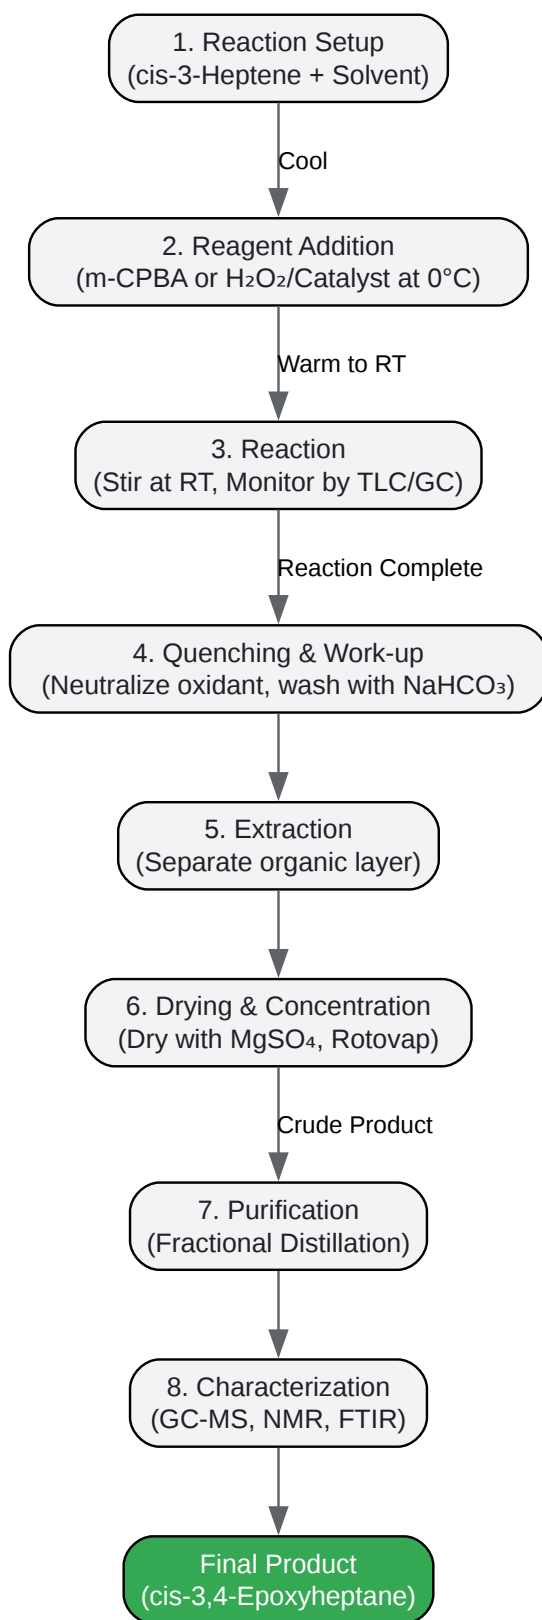 1. Reaction Setup
(cis-3-Heptene + Solvent)
Cool
2. Reagent Addition
(m-CPBA or H₂O₂/Catalyst at 0°C)
Warm to RT
3. Reaction
(Stir at RT, Monitor by TLC/GC)
Reaction Complete
4. Quenching & Work-up
(Neutralize oxidant, wash with NaHCO₃)
5. Extraction
(Separate organic layer)
6. Drying & Concentration
(Dry with MgSO₄, Rotovap)
Crude Product
7. Purification
(Fractional Distillation)
8. Characterization
(GC-MS, NMR, FTIR)
Final Product
(cis-3,4-Epoxyheptane)